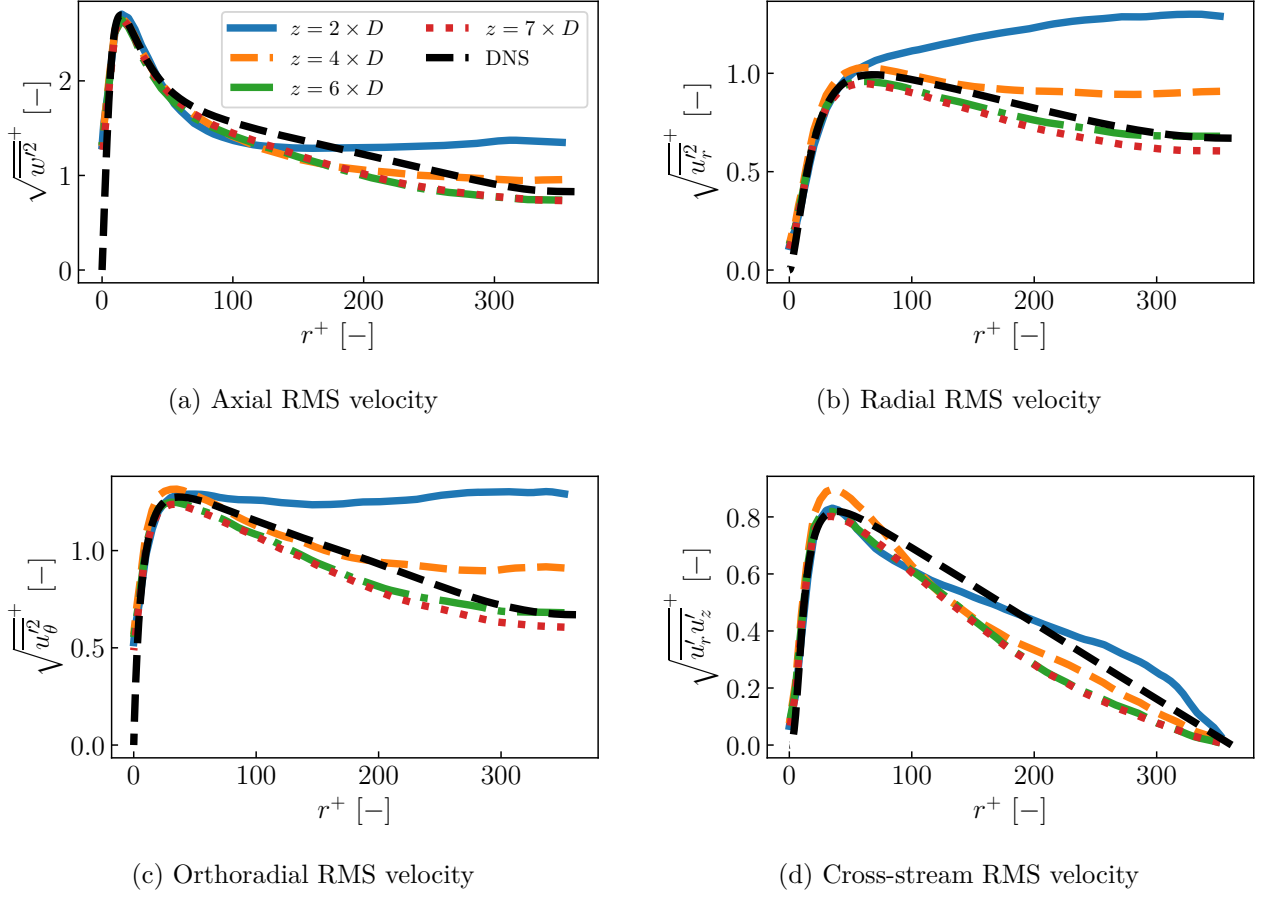 z = 2 × D
z = 4 × D
z = 6 × D
z = 7 × D
DNS
√w′²⁺ [−]
2
1
0
0 100 200 300
r⁺ [−]
(a) Axial RMS velocity
√u′ᵣ²⁺ [−]
1.0
0.5
0.0
0 100 200 300
r⁺ [−]
(b) Radial RMS velocity
√u′θ²⁺ [−]
1.0
0.5
0.0
0 100 200 300
r⁺ [−]
(c) Orthoradial RMS velocity
√u′ᵣu′z⁺ [−]
0.8
0.6
0.4
0.2
0.0
0 100 200 300
r⁺ [−]
(d) Cross-stream RMS velocity